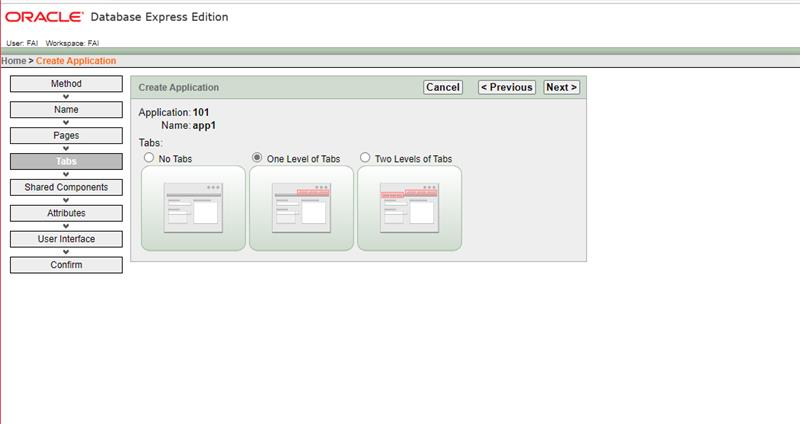 ORACLE® Database Express Edition
User: FAI Workspace: FAI
Home > Create Application
Method
Name
Pages
Tabs
Shared Components
Attributes
User Interface
Confirm
Create Application
Cancel
< Previous
Next >
Application: 101
Name: app1
Tabs:
No Tabs
One Level of Tabs
Two Levels of Tabs